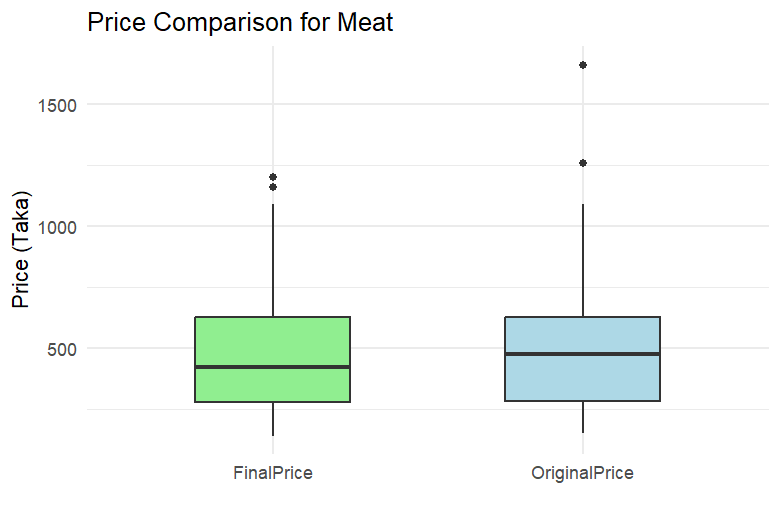 Price Comparison for Meat
Price (Taka)
1500
1000
500
FinalPrice
OriginalPrice